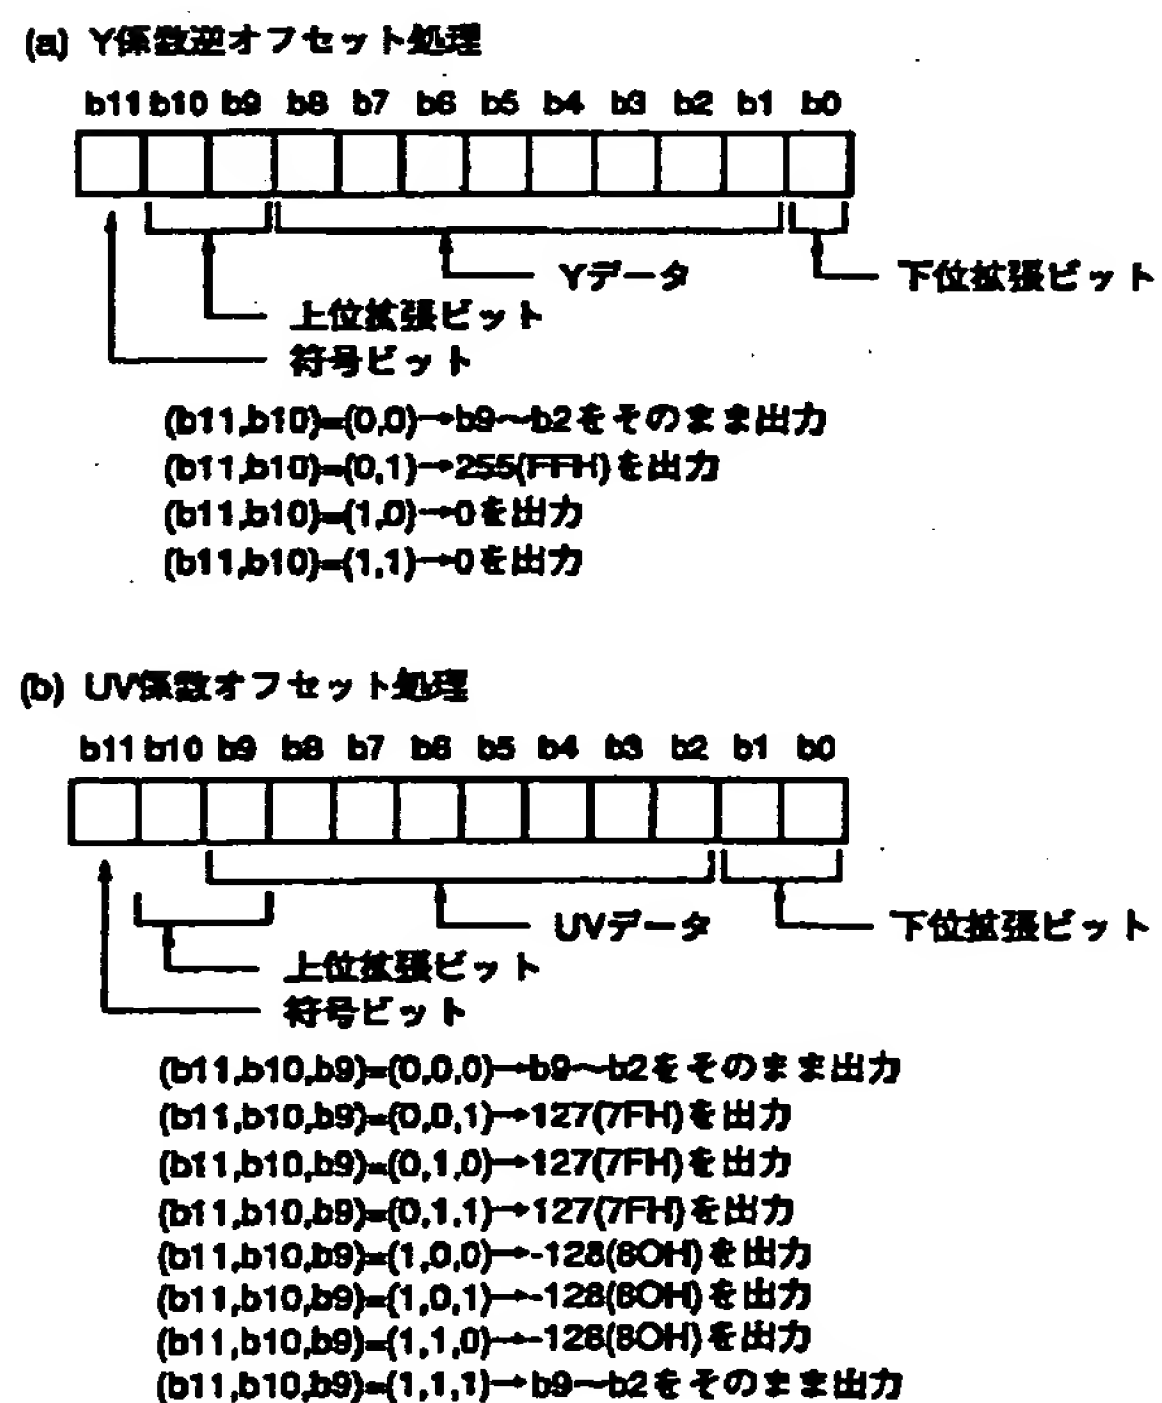 (a) Y係数逆オフセット処理
b11 b10 b9 b8 b7 b6 b5 b4 b3 b2 b1 b0
Yデータ 下位拡張ビット
上位拡張ビット
符号ビット
(b11,b10)=(0,0)→b9～b2をそのまま出力
(b11,b10)=(0,1)→255(FFH)を出力
(b11,b10)=(1,0)→0を出力
(b11,b10)=(1,1)→0を出力
(b) UV係数オフセット処理
b11 b10 b9 b8 b7 b6 b5 b4 b3 b2 b1 b0
UVデータ 下位拡張ビット
上位拡張ビット
符号ビット
(b11,b10,b9)=(0,0,0)→b9～b2をそのまま出力
(b11,b10,b9)=(0,0,1)→127(7FH)を出力
(b11,b10,b9)=(0,1,0)→127(7FH)を出力
(b11,b10,b9)=(0,1,1)→127(7FH)を出力
(b11,b10,b9)=(1,0,0)→-128(8OH)を出力
(b11,b10,b9)=(1,0,1)→-128(8OH)を出力
(b11,b10,b9)=(1,1,0)→-128(8OH)を出力
(b11,b10,b9)=(1,1,1)→b9～b2をそのまま出力